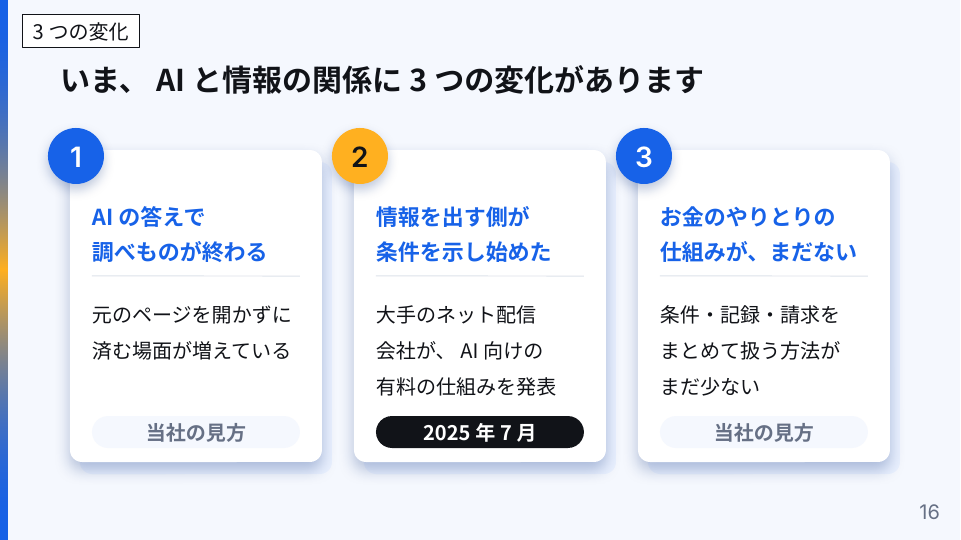 3 つの変化
いま、 AI と情報の関係に 3 つの変化があります
1
AI の答えで
調べものが終わる
元のページを開かずに
済む場面が増えている
当社の見方
2
情報を出す側が
条件を示し始めた
大手のネット配信
会社が、 AI 向けの
有料の仕組みを発表
2025 年 7 月
3
お金のやりとりの
仕組みが、まだない
条件・記録・請求を
まとめて扱う方法が
まだ少ない
当社の見方
16